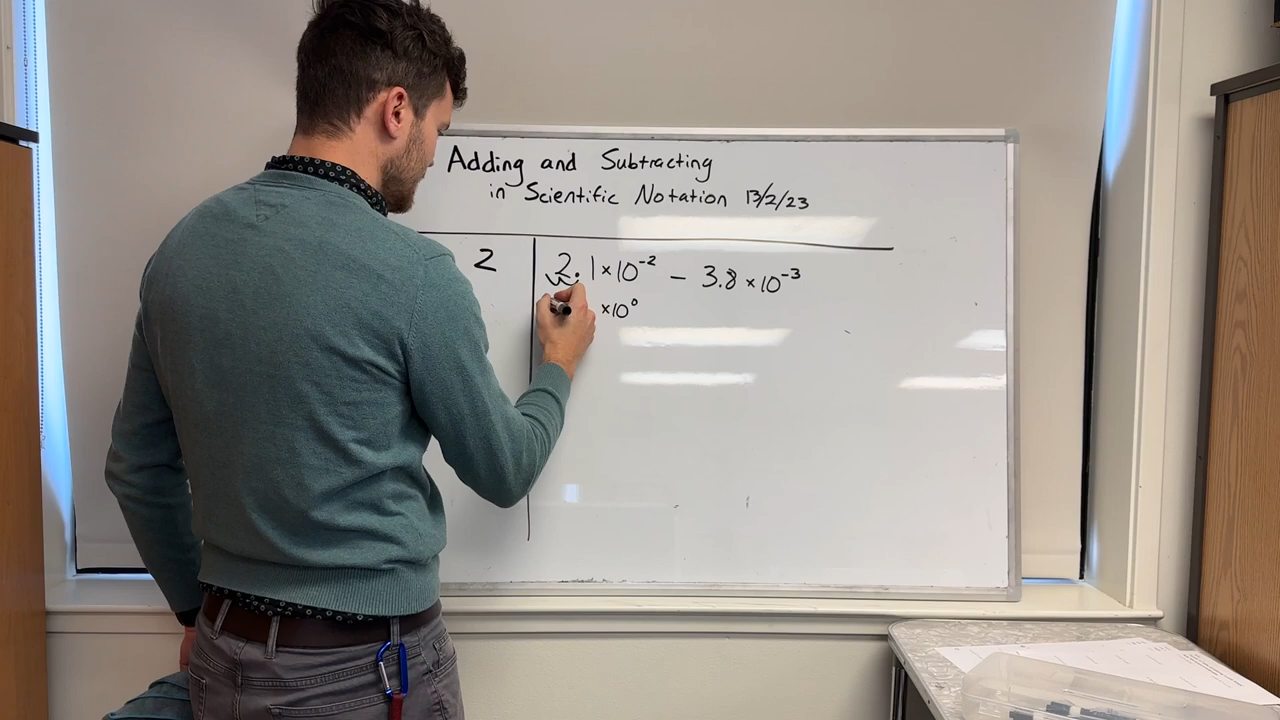 Adding and Subtracting
in Scientific Notation 13/2/23
2
2.1×10⁻² − 3.8×10⁻³
×10⁰